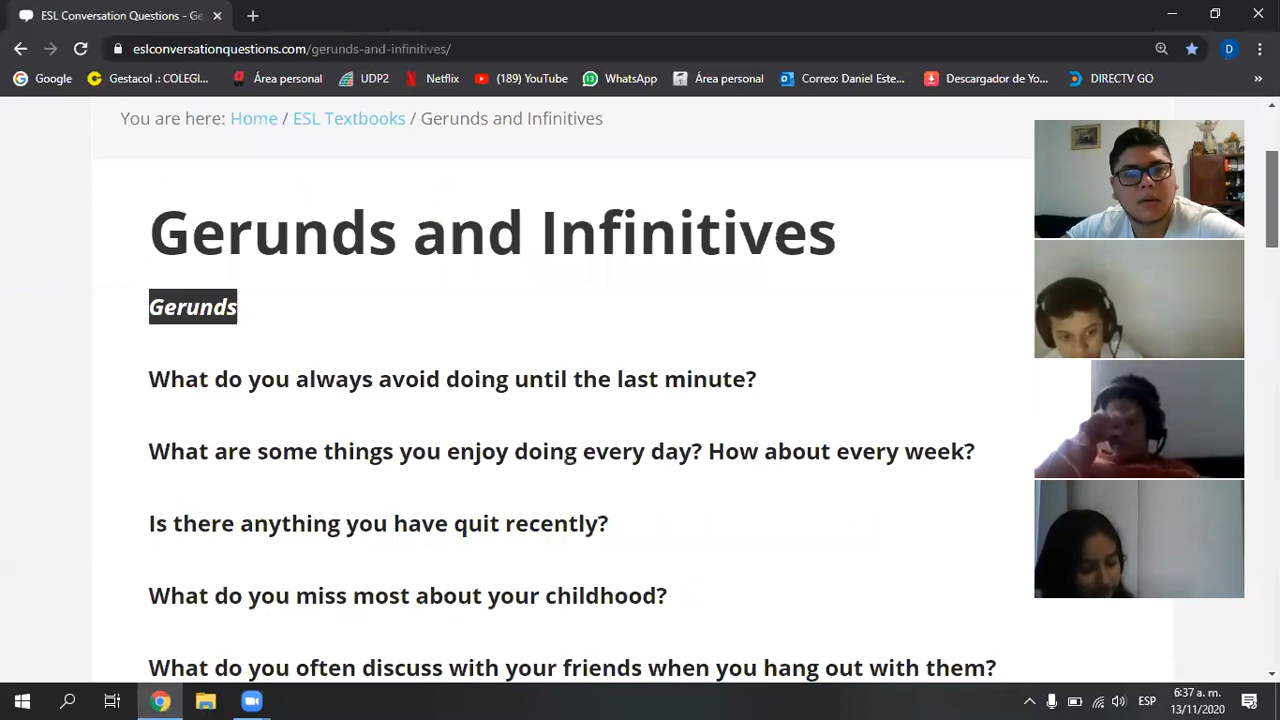 ESL Conversation Questions - Ge
eslconversationquestions.com/gerunds-and-infinitives/
D
Google
Gestacol .: COLEGI...
Área personal
UDP2
Netflix
(189) YouTube
WhatsApp
Área personal
Correo: Daniel Este...
Descargador de Yo...
DIRECTV GO
»
You are here: Home / ESL Textbooks / Gerunds and Infinitives
Gerunds and Infinitives
Gerunds
What do you always avoid doing until the last minute?
What are some things you enjoy doing every day? How about every week?
Is there anything you have quit recently?
What do you miss most about your childhood?
What do you often discuss with your friends when you hang out with them?
ESP
6:37 a. m.
13/11/2020